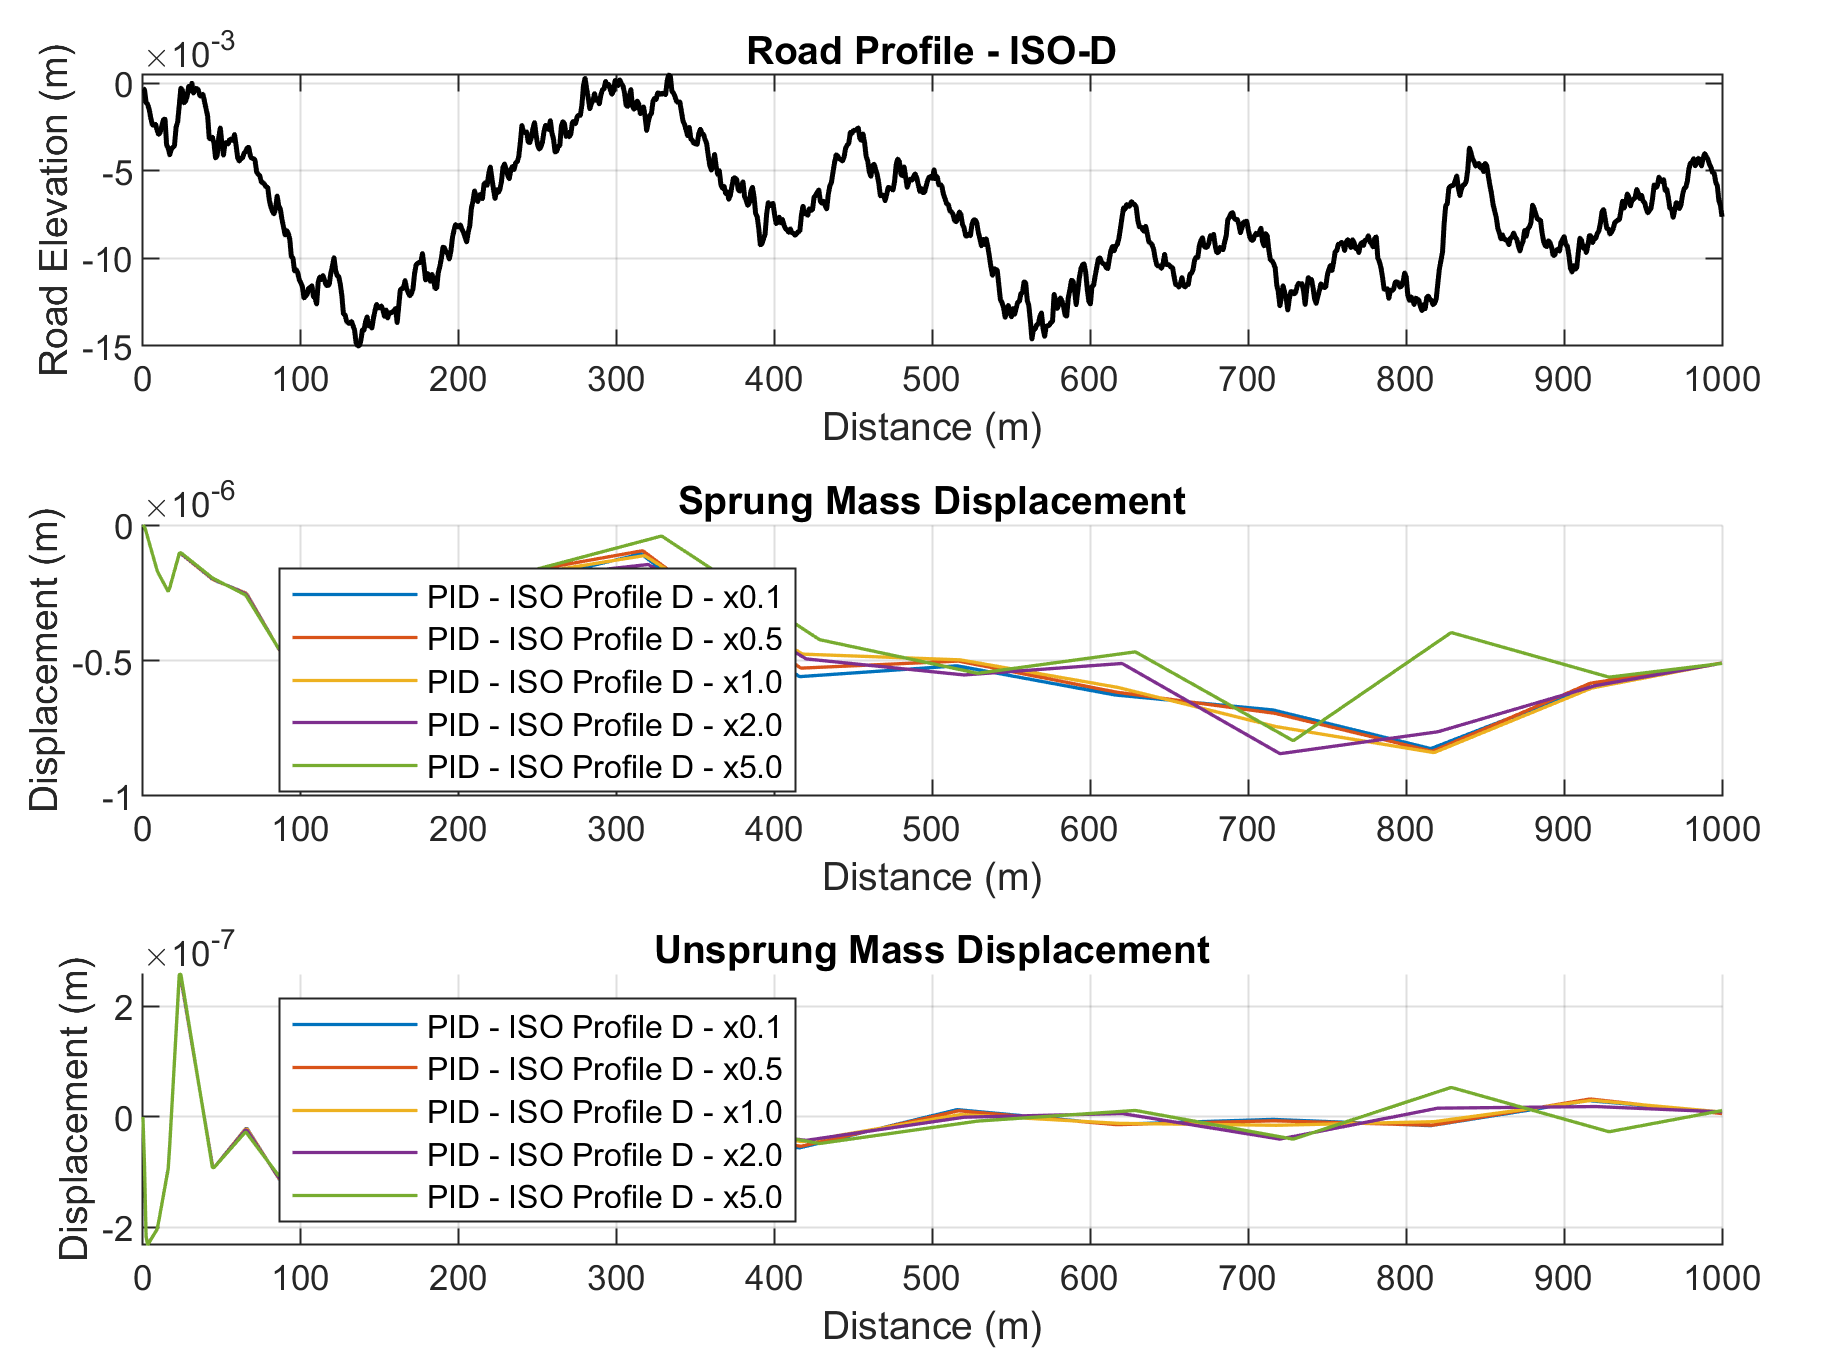 ×10-3
Road Profile - ISO-D
Road Elevation (m)
0
-5
-10
-15
0 100 200 300 400 500 600 700 800 900 1000
Distance (m)
×10-6
Sprung Mass Displacement
Displacement (m)
0
-0.5
-1
PID - ISO Profile D - x0.1
PID - ISO Profile D - x0.5
PID - ISO Profile D - x1.0
PID - ISO Profile D - x2.0
PID - ISO Profile D - x5.0
0 100 200 300 400 500 600 700 800 900 1000
Distance (m)
×10-7
Unsprung Mass Displacement
Displacement (m)
2
0
-2
PID - ISO Profile D - x0.1
PID - ISO Profile D - x0.5
PID - ISO Profile D - x1.0
PID - ISO Profile D - x2.0
PID - ISO Profile D - x5.0
0 100 200 300 400 500 600 700 800 900 1000
Distance (m)